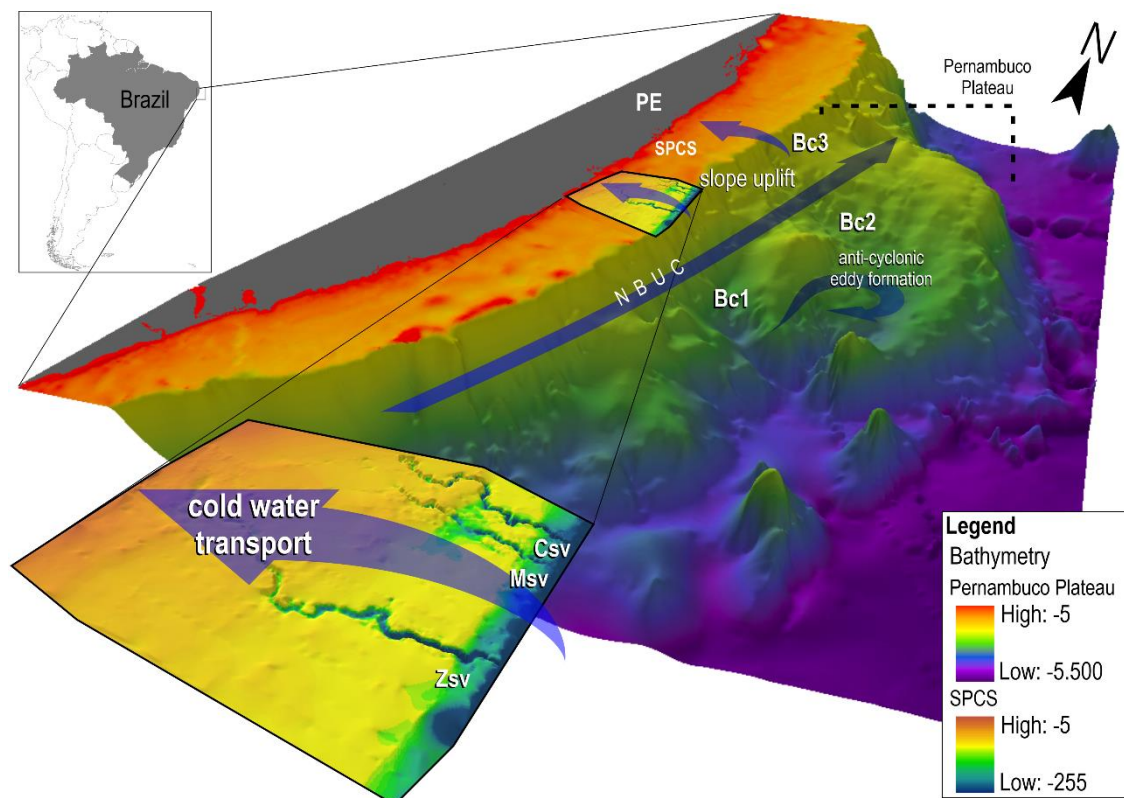 Brazil
N
Pernambuco
Plateau
PE
SPCS
Bc3
slope uplift
Bc2
anti-cyclonic
eddy formation
NBUC
Bc1
cold water
transport
Csv
Msv
Zsv
Legend
Bathymetry
Pernambuco Plateau
High: -5
Low: -5.500
SPCS
High: -5
Low: -255